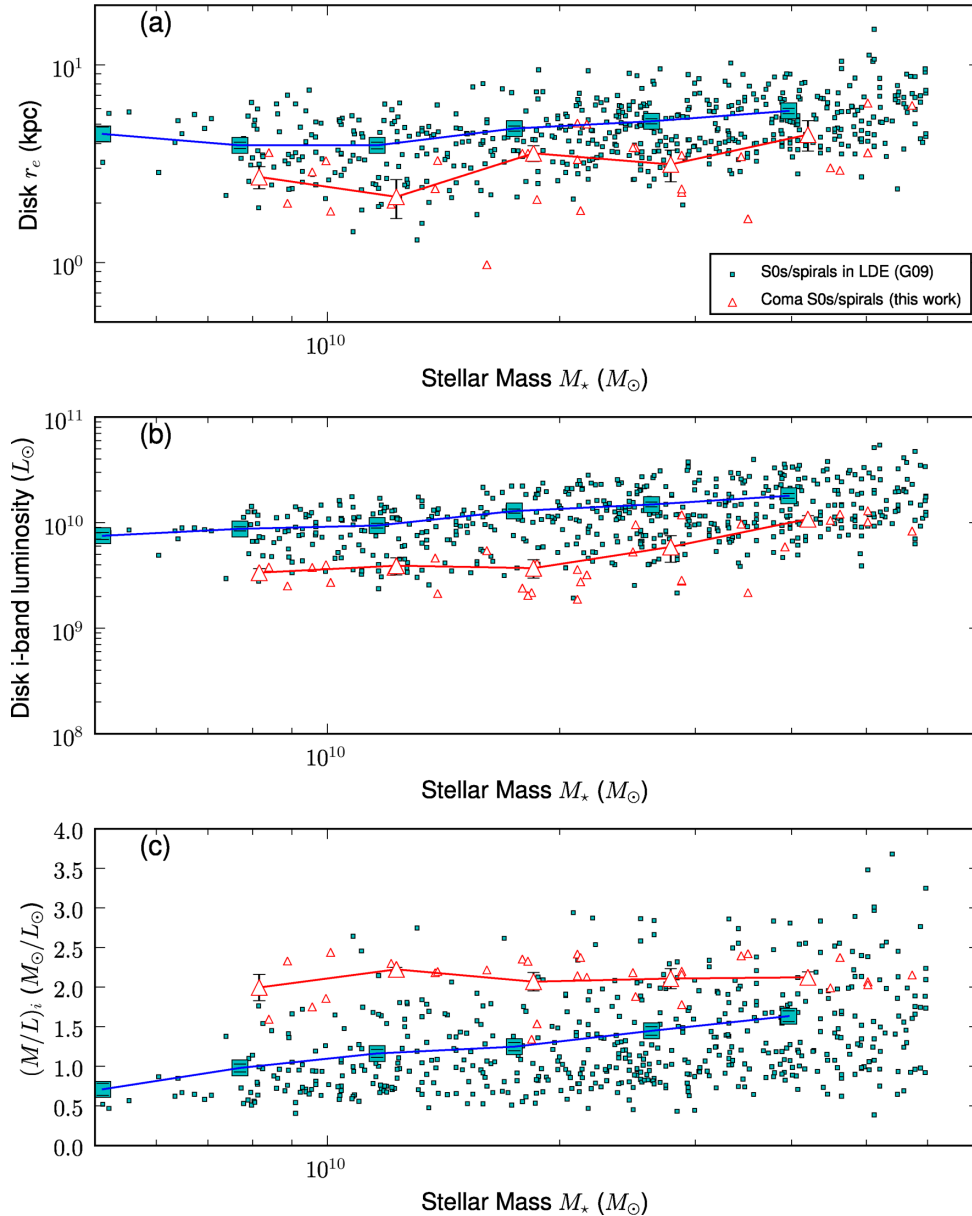 (a)
10^1
10^0
Disk r_e (kpc)
S0s/spirals in LDE (G09)
Coma S0s/spirals (this work)
10^10
Stellar Mass M_⋆ (M_⊙)
(b)
10^11
10^10
10^9
10^8
Disk i-band luminosity (L_⊙)
10^10
Stellar Mass M_⋆ (M_⊙)
(c)
4.0
3.5
3.0
2.5
2.0
1.5
1.0
0.5
0.0
(M/L)_i (M_⊙/L_⊙)
10^10
Stellar Mass M_⋆ (M_⊙)